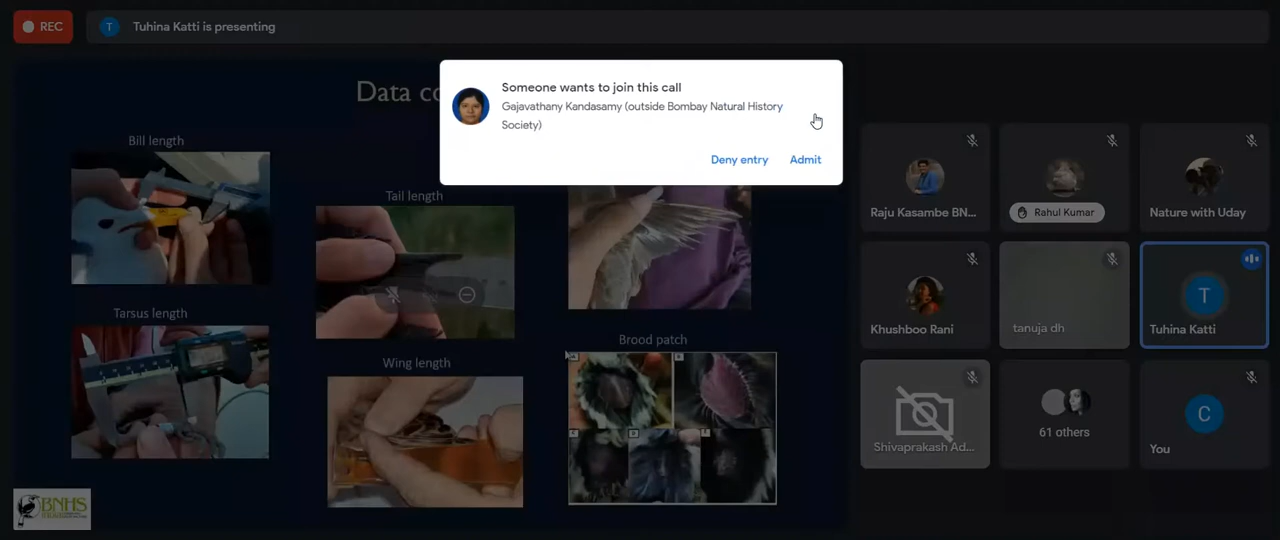 REC
T
Tuhina Katti is presenting
Someone wants to join this call
Gajavathany Kandasamy (outside Bombay Natural History
Society)
Deny entry
Admit
Data co
Bill length
Tail length
Tarsus length
Wing length
Brood patch
A
B
C
D
BNHS
Raju Kasambe BN...
Rahul Kumar
Nature with Uday
Khushboo Rani
tanuja dh
T
Tuhina Katti
Shivaprakash Ad...
61 others
C
You